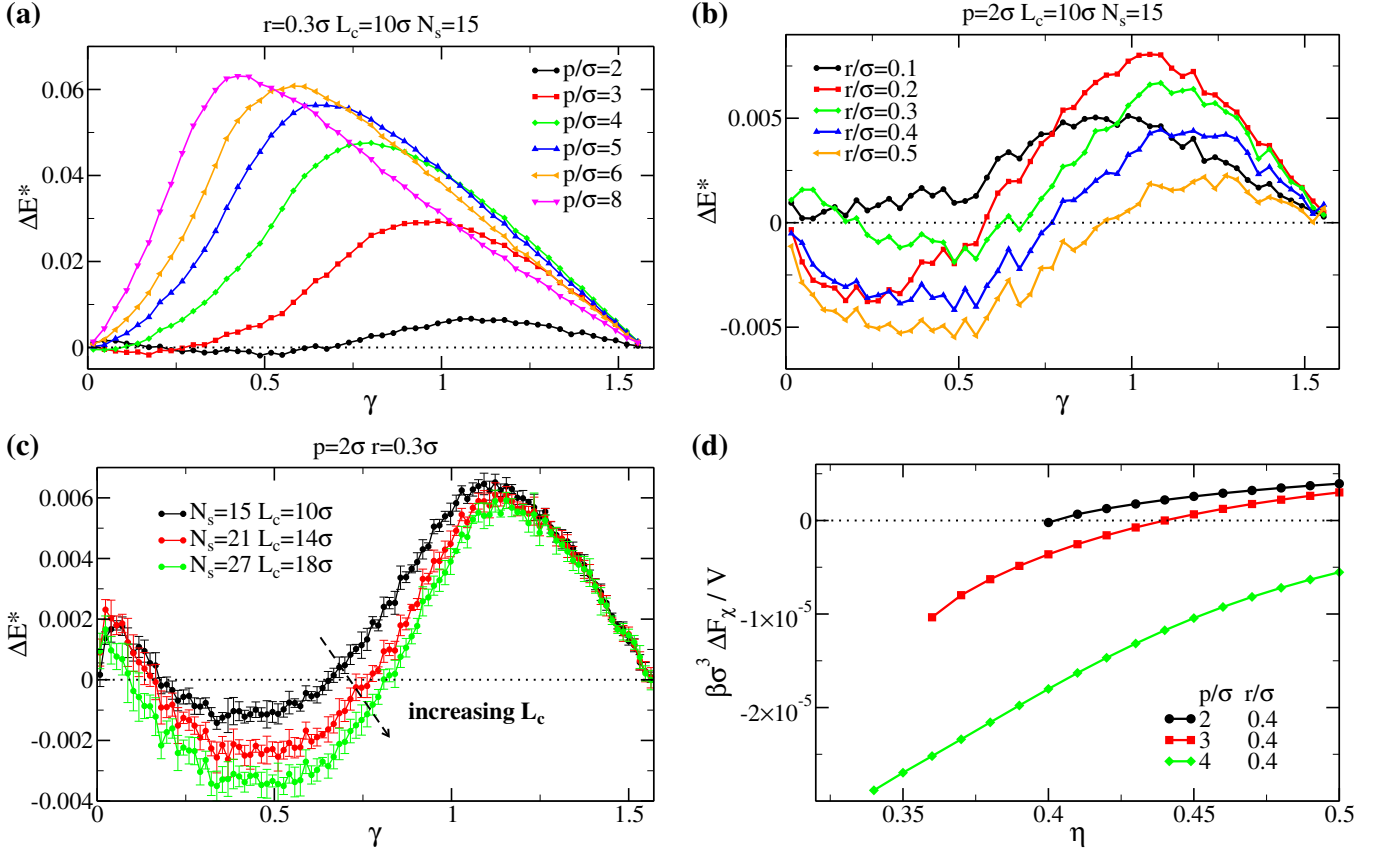 (a)
r=0.3σ L_c=10σ N_s=15
ΔE*
0.06
0.04
0.02
0
0
0.5
1
1.5
γ
p/σ=2
p/σ=3
p/σ=4
p/σ=5
p/σ=6
p/σ=8
(b)
p=2σ L_c=10σ N_s=15
ΔE*
0.005
0
-0.005
0
0.5
1
1.5
γ
r/σ=0.1
r/σ=0.2
r/σ=0.3
r/σ=0.4
r/σ=0.5
(c)
p=2σ r=0.3σ
ΔE*
0.006
0.004
0.002
0
-0.002
-0.004
0
0.5
1
1.5
γ
N_s=15 L_c=10σ
N_s=21 L_c=14σ
N_s=27 L_c=18σ
increasing L_c
(d)
βσ³ ΔF_χ / V
0
-1×10⁻⁵
-2×10⁻⁵
0.35
0.4
0.45
0.5
η
p/σ r/σ
2 0.4
3 0.4
4 0.4